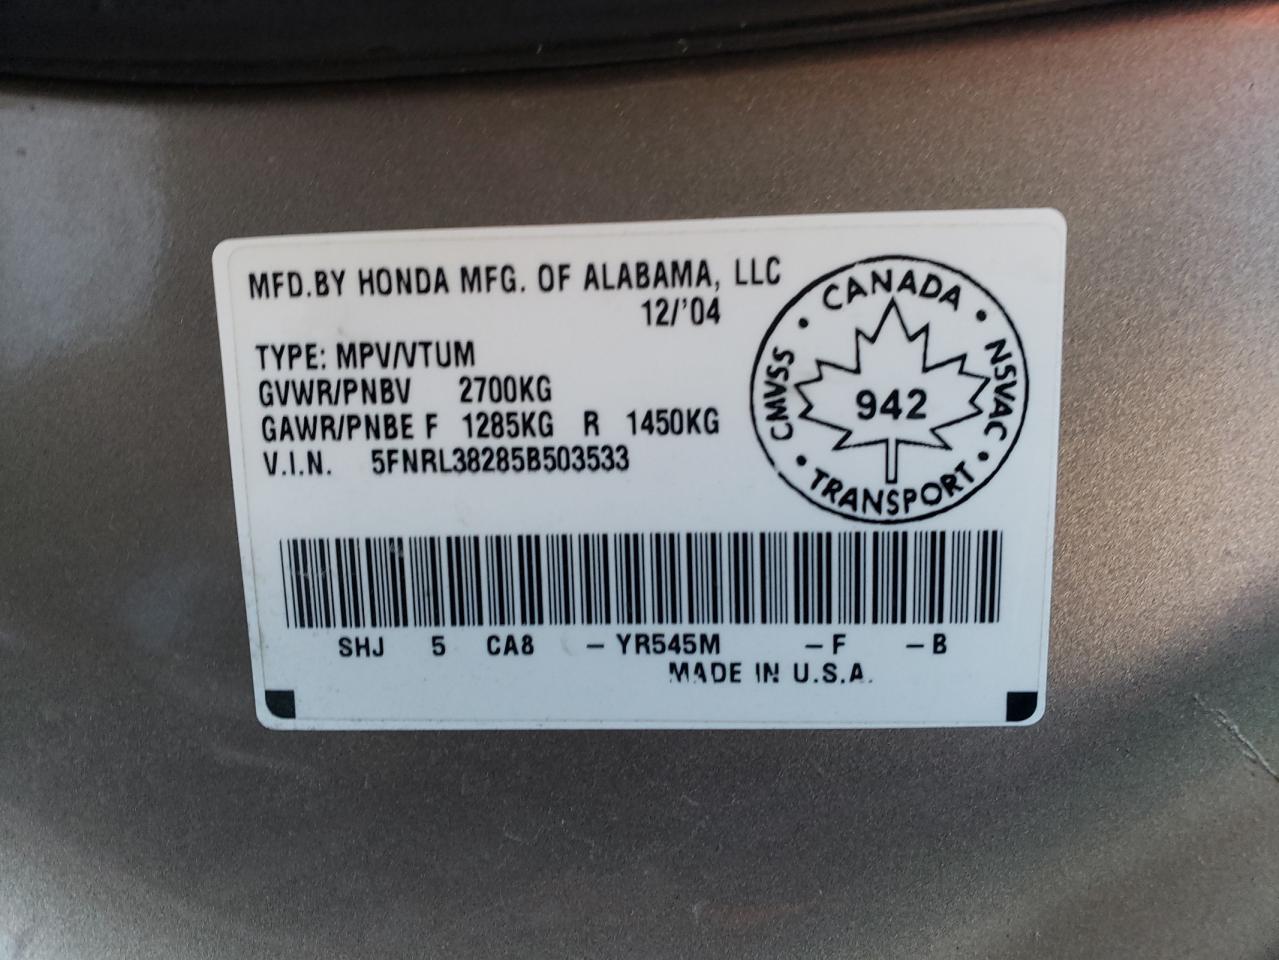 MFD.BY HONDA MFG. OF ALABAMA, LLC
12/'04
TYPE: MPV/VTUM
GVWR/PNBV 2700KG
GAWR/PNBE F 1285KG R 1450KG
V.I.N. 5FNRL38285B503533
CANADA
CMVSS
942
NSVAC
TRANSPORT
SHJ 5 CA8 - YR545M - F - B
MADE IN U.S.A.